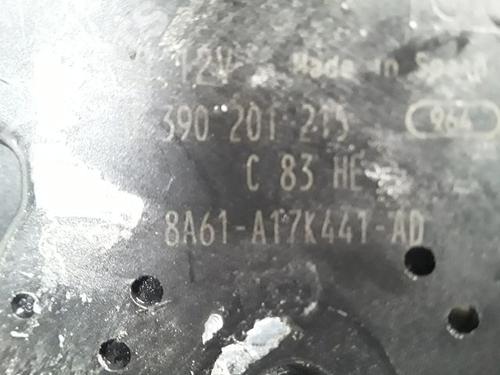 12V Made in Spain
390 201 215 964
C 83 HE
8A61-A17K441-AD